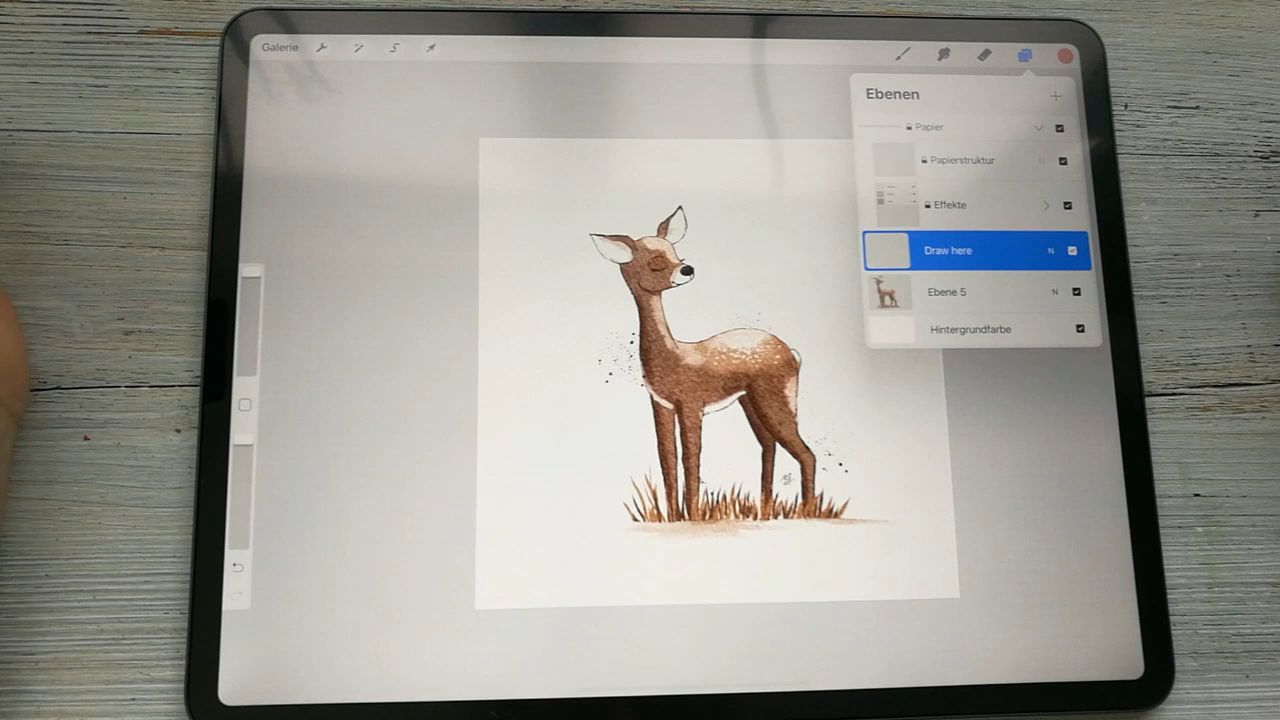 Galerie
Ebenen
Papier
Papierstruktur
Effekte
Draw here N
Ebene 5 N
Hintergrundfarbe